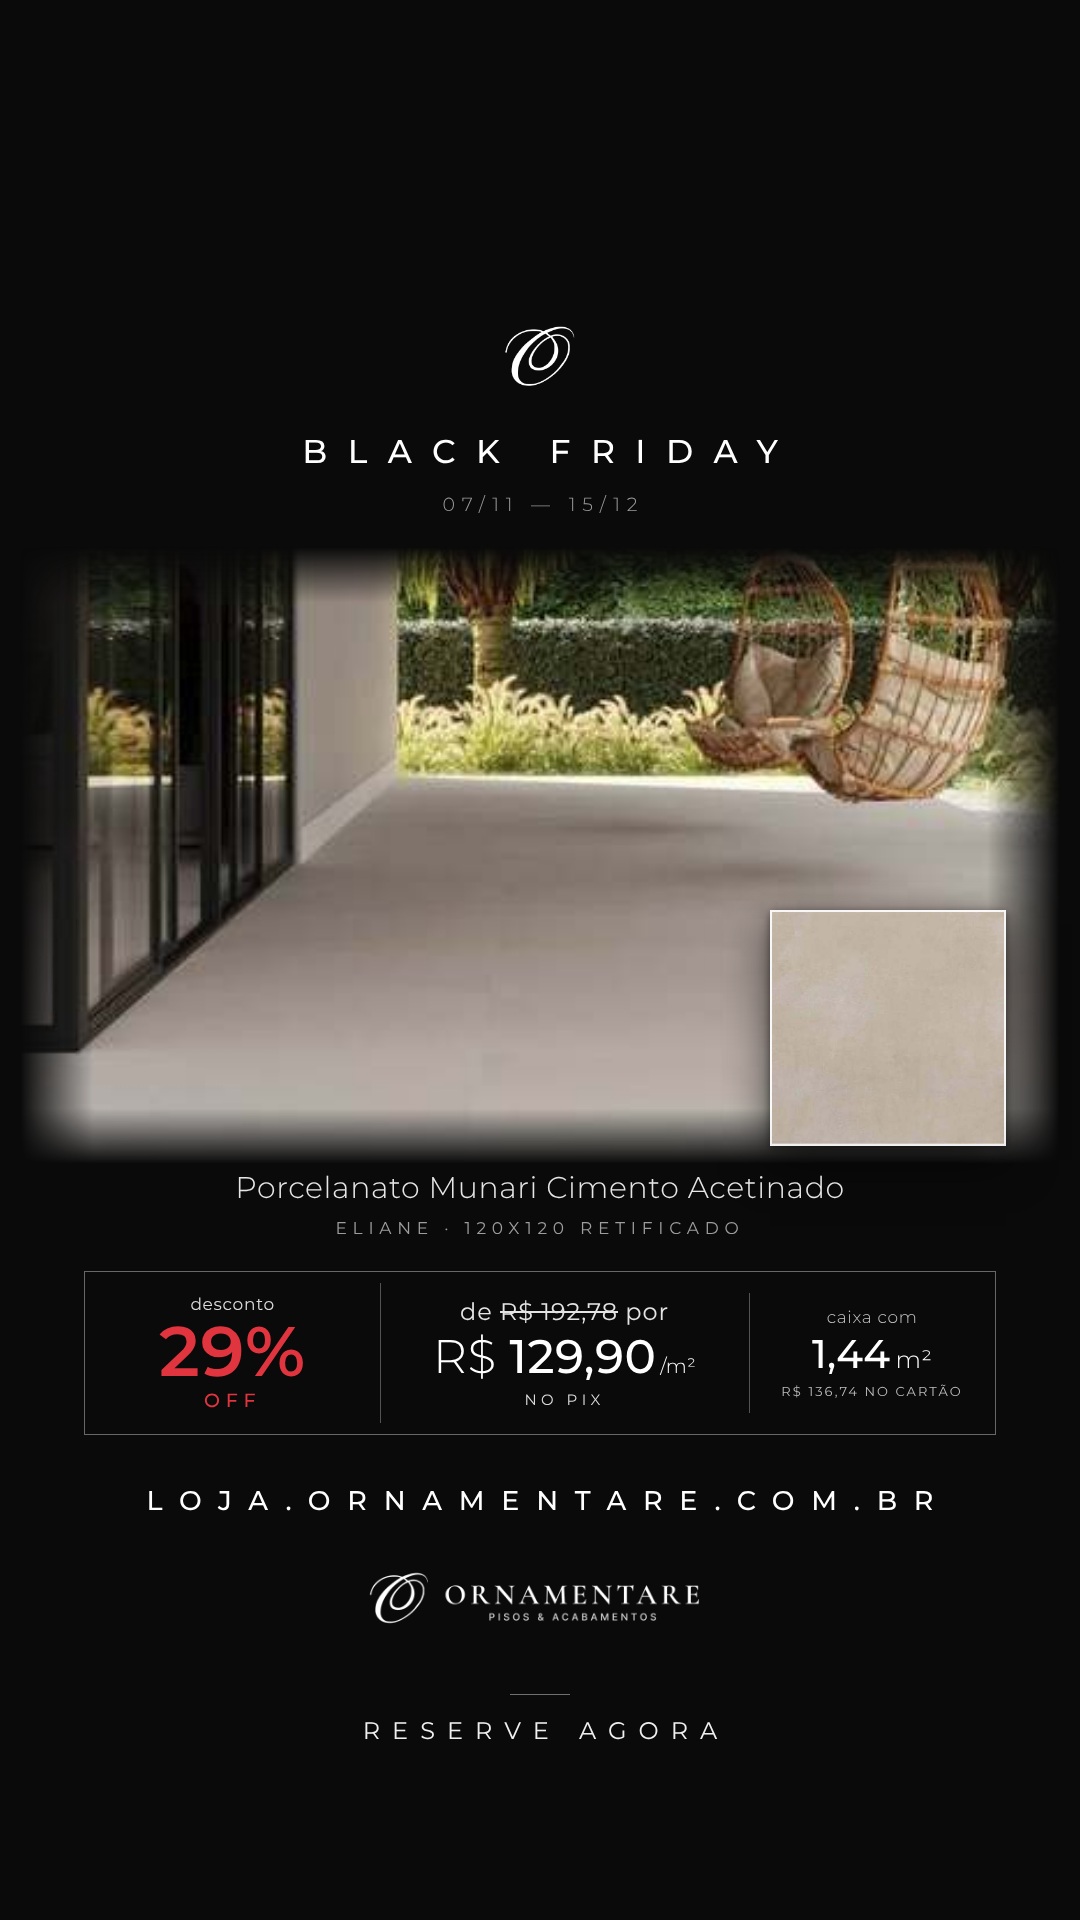 O
BLACK FRIDAY
07/11 — 15/12
Porcelanato Munari Cimento Acetinado
ELIANE · 120X120 RETIFICADO
desconto
29%
OFF
de R$ 192,78 por
R$ 129,90 /m²
NO PIX
caixa com
1,44 m²
R$ 136,74 NO CARTÃO
LOJA.ORNAMENTARE.COM.BR
O ORNAMENTARE
PISOS & ACABAMENTOS
RESERVE AGORA